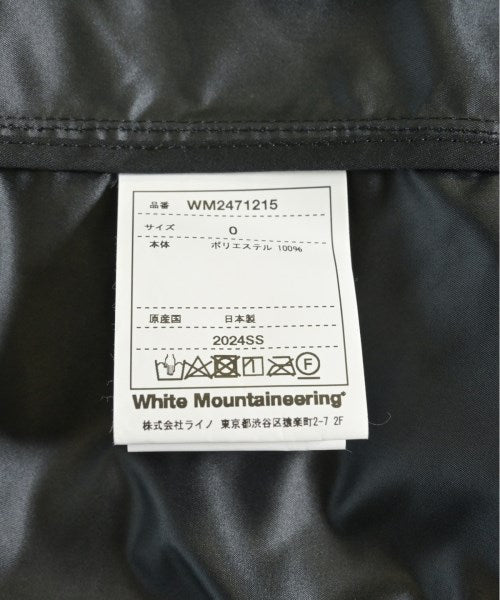 品番 WM2471215
サイズ 0
本体 ポリエステル 100%
原産国 日本製
2024SS
White Mountaineering
株式会社ライノ 東京都渋谷区猿楽町2-7 2F